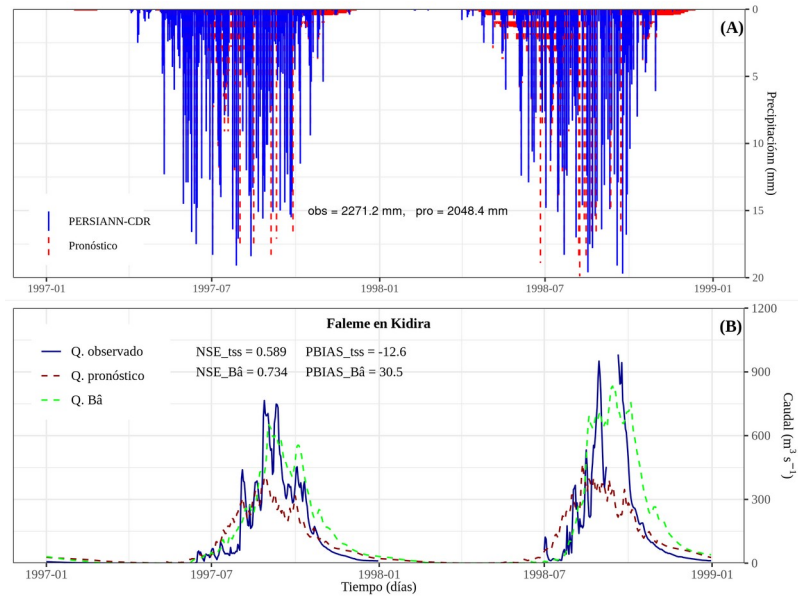 0
(A)
5
10
15
20
Precipitaciónn (mm)
obs = 2271.2 mm, pro = 2048.4 mm
PERSIANN-CDR
Pronóstico
1997-01 1997-07 1998-01 1998-07 1999-01
1200
Faleme en Kidira (B)
Q. observado NSE_tss = 0.589 PBIAS_tss = -12.6
Q. pronóstico NSE_Bâ = 0.734 PBIAS_Bâ = 30.5
Q. Bâ
900
600
300
0
Caudal (m³ s⁻¹)
1997-01 1997-07 1998-01 1998-07 1999-01
Tiempo (días)